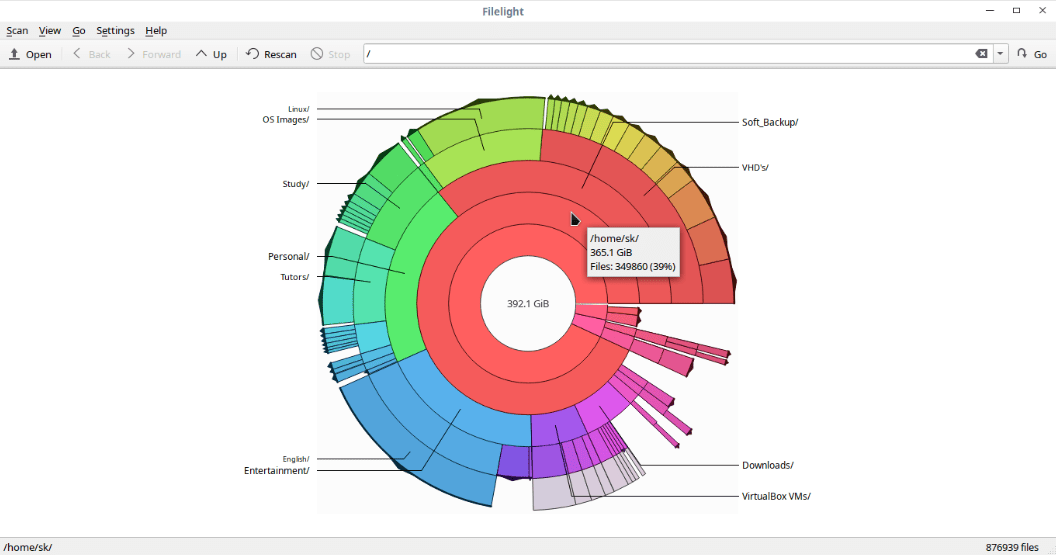 Filelight
Scan View Go Settings Help
Open Back Forward Up Rescan Stop / Go
Linux/
OS Images/
Soft_Backup/
VHD's/
Study/
/home/sk/
365.1 GiB
Files: 349860 (39%)
Personal/
Tutors/
392.1 GiB
English/
Entertainment/
Downloads/
VirtualBox VMs/
/home/sk/ 876939 files